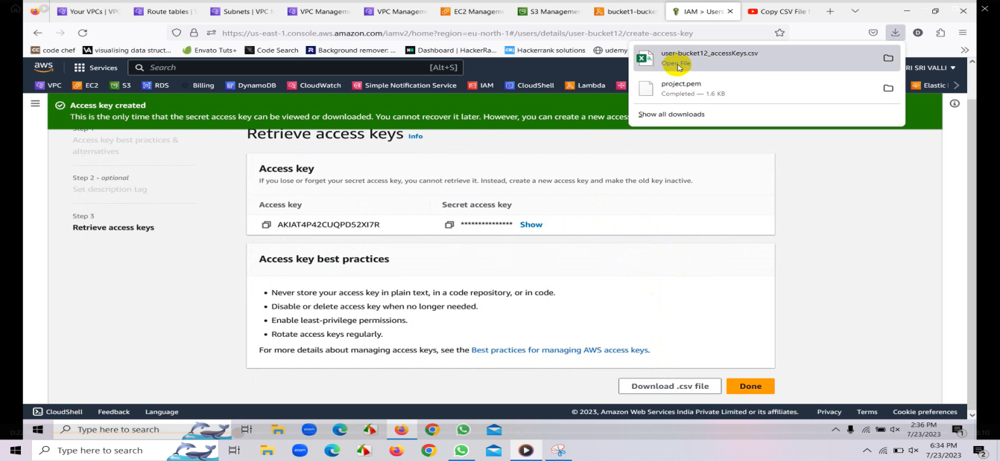 Your VPCs | VPC
Route tables |
Subnets | VPC M
VPC Manageme
VPC Manageme
EC2 Manageme
S3 Manageme
bucket1-bucke
IAM > Users
Copy CSV File
https://us-east-1.console.aws.amazon.com/iamv2/home?region=eu-north-1#/users/details/user-bucket12/create-access-key
code chef
visualising data struct...
Envato Tuts+
Code Search
Background remover: ...
Dashboard | HackerRa...
Hackerrank solutions
udemy
aws
Services
Search
[Alt+S]
RI SRI VALLI
VPC
EC2
S3
RDS
Billing
DynamoDB
CloudWatch
Simple Notification Service
IAM
CloudShell
Lambda
Elastic
user-bucket12_accessKeys.csv
Open File
project.pem
Completed — 1.6 KB
Show all downloads
Access key created
This is the only time that the secret access key can be viewed or downloaded. You cannot recover it later. However, you can create a new acces
Step 1
Access key best practices &
alternatives
Step 2 - optional
Set description tag
Step 3
Retrieve access keys
Retrieve access keys Info
Access key
If you lose or forget your secret access key, you cannot retrieve it. Instead, create a new access key and make the old key inactive.
Access key
Secret access key
AKIAT4P42CUQPD52XI7R
*************** Show
Access key best practices
• Never store your access key in plain text, in a code repository, or in code.
• Disable or delete access key when no longer needed.
• Enable least-privilege permissions.
• Rotate access keys regularly.
For more details about managing access keys, see the Best practices for managing AWS access keys.
Download .csv file
Done
CloudShell
Feedback
Language
© 2023, Amazon Web Services India Private Limited or its affiliates.
Privacy
Terms
Cookie preferences
Type here to search
2:36 PM
7/23/2023
Type here to search
6:34 PM
7/23/2023